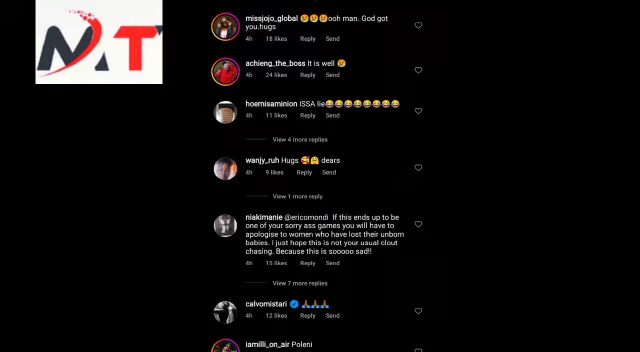 MT
missjojo_global 😢😢😢ooh man. God got
you.hugs
4h 18 likes Reply Send
achieng_the_boss It is well 😢
4h 24 likes Reply Send
hoemisaminion ISSA lie😂😂😂😂😂😂😂😂
4h 11 likes Reply Send
View 4 more replies
wanjy_ruh Hugs 🥰🤗 dears
4h 9 likes Reply Send
View 1 more reply
niakimanie @ericomondi If this ends up to be
one of your sorry ass games you will have to
apologise to women who have lost their unborn
babies. I just hope this is not your usual clout
chasing. Because this is sooooo sad!!
4h 15 likes Reply Send
View 7 more replies
calvomistari 🙏🏾🙏🏾🙏🏾
4h 12 likes Reply Send
iamilli_on_air Poleni